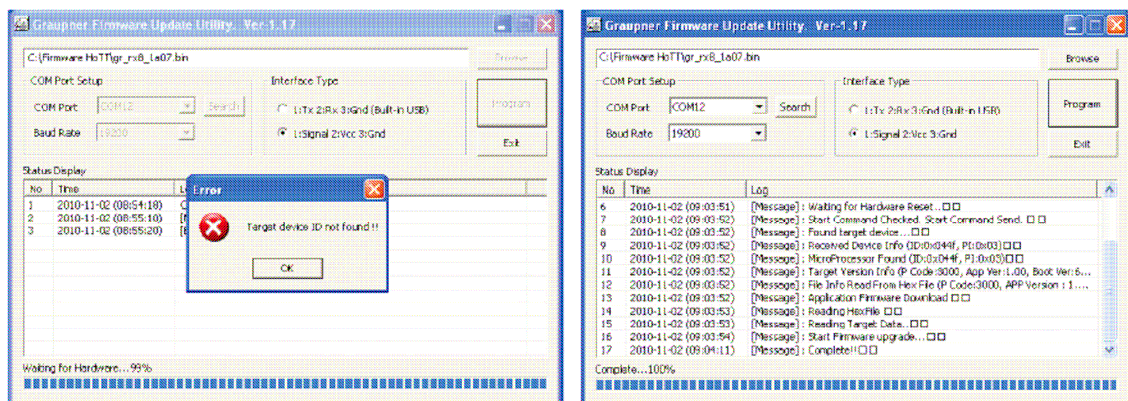 Graupner Firmware Update Utility. Ver-1.17
C:\Firmware HoTT\gr_rx8_1a07.bin
Browse
COM Port Setup
Interface Type
COM Port
COM12
Search
1:Tx 2:Rx 3:Gnd (Built-in USB)
Program
Baud Rate
19200
1:Signal 2:Vcc 3:Gnd
Exit
Status Display
No Time
1 2010-11-02 (08:54:18)
2 2010-11-02 (08:55:10)
3 2010-11-02 (08:55:20)
Error
Target device ID not found !!
OK
Waiting for Hardware...99%
Graupner Firmware Update Utility. Ver-1.17
C:\Firmware HoTT\gr_rx8_1a07.bin
Browse
COM Port Setup
Interface Type
COM Port
COM12
Search
1:Tx 2:Rx 3:Gnd (Built-in USB)
Program
Baud Rate
19200
1:Signal 2:Vcc 3:Gnd
Exit
Status Display
No Time Log
6 2010-11-02 (09:03:51) [Message] : Waiting for Hardware Reset..□□
7 2010-11-02 (09:03:52) [Message] : Start Command Checked. Start Command Send. □□
8 2010-11-02 (09:03:52) [Message] : Found target device...□□
9 2010-11-02 (09:03:52) [Message] : Received Device Info (ID:0x044f, PI:0x03)□□
10 2010-11-02 (09:03:52) [Message] : MicroProcessor Found (ID:0x044f, PI:0x03)□□
11 2010-11-02 (09:03:52) [Message] : Target Version Info (P Code:3000, App Ver:1.00, Boot Ver:6...
12 2010-11-02 (09:03:52) [Message] : File Info Read From Hex File (P Code:3000, APP Version : 1....
13 2010-11-02 (09:03:52) [Message] : Application Firmware Download □□
14 2010-11-02 (09:03:53) [Message] : Reading HexFile □□
15 2010-11-02 (09:03:53) [Message] : Reading Target Data..□□
16 2010-11-02 (09:03:54) [Message] : Start Firmware upgrade...□□
17 2010-11-02 (09:04:11) [Message] : Complete!!□□
Complete...100%